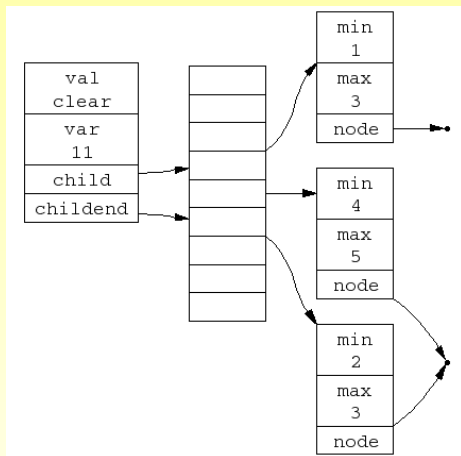 val
clear
var
11
child
childend
min
1
max
3
node
min
4
max
5
node
min
2
max
3
node